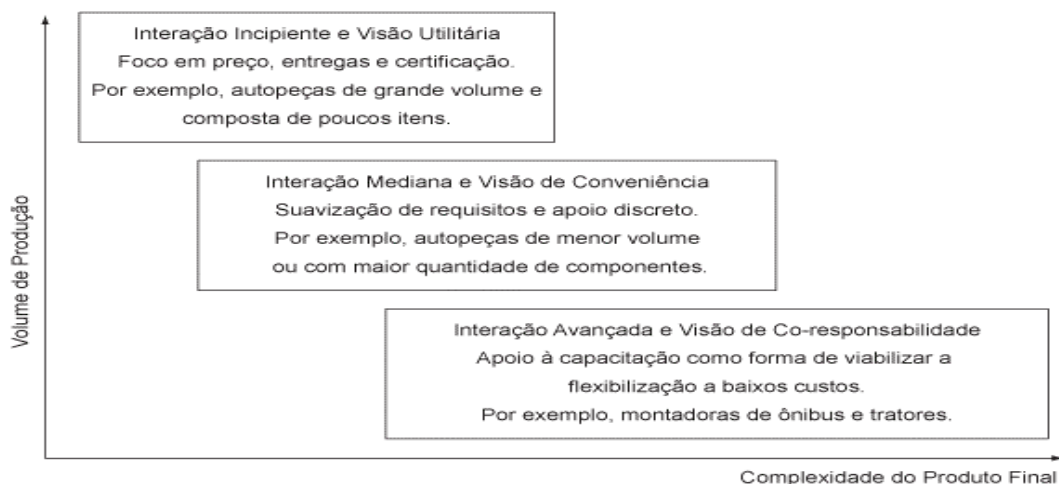 Interação Incipiente e Visão Utilitária
Foco em preço, entregas e certificação.
Por exemplo, autopeças de grande volume e
composta de poucos itens.
Interação Mediana e Visão de Conveniência
Suavização de requisitos e apoio discreto.
Por exemplo, autopeças de menor volume
ou com maior quantidade de componentes.
Interação Avançada e Visão de Co-responsabilidade
Apoio à capacitação como forma de viabilizar a
flexibilização a baixos custos.
Por exemplo, montadoras de ônibus e tratores.
Volume de Produção
Complexidade do Produto Final